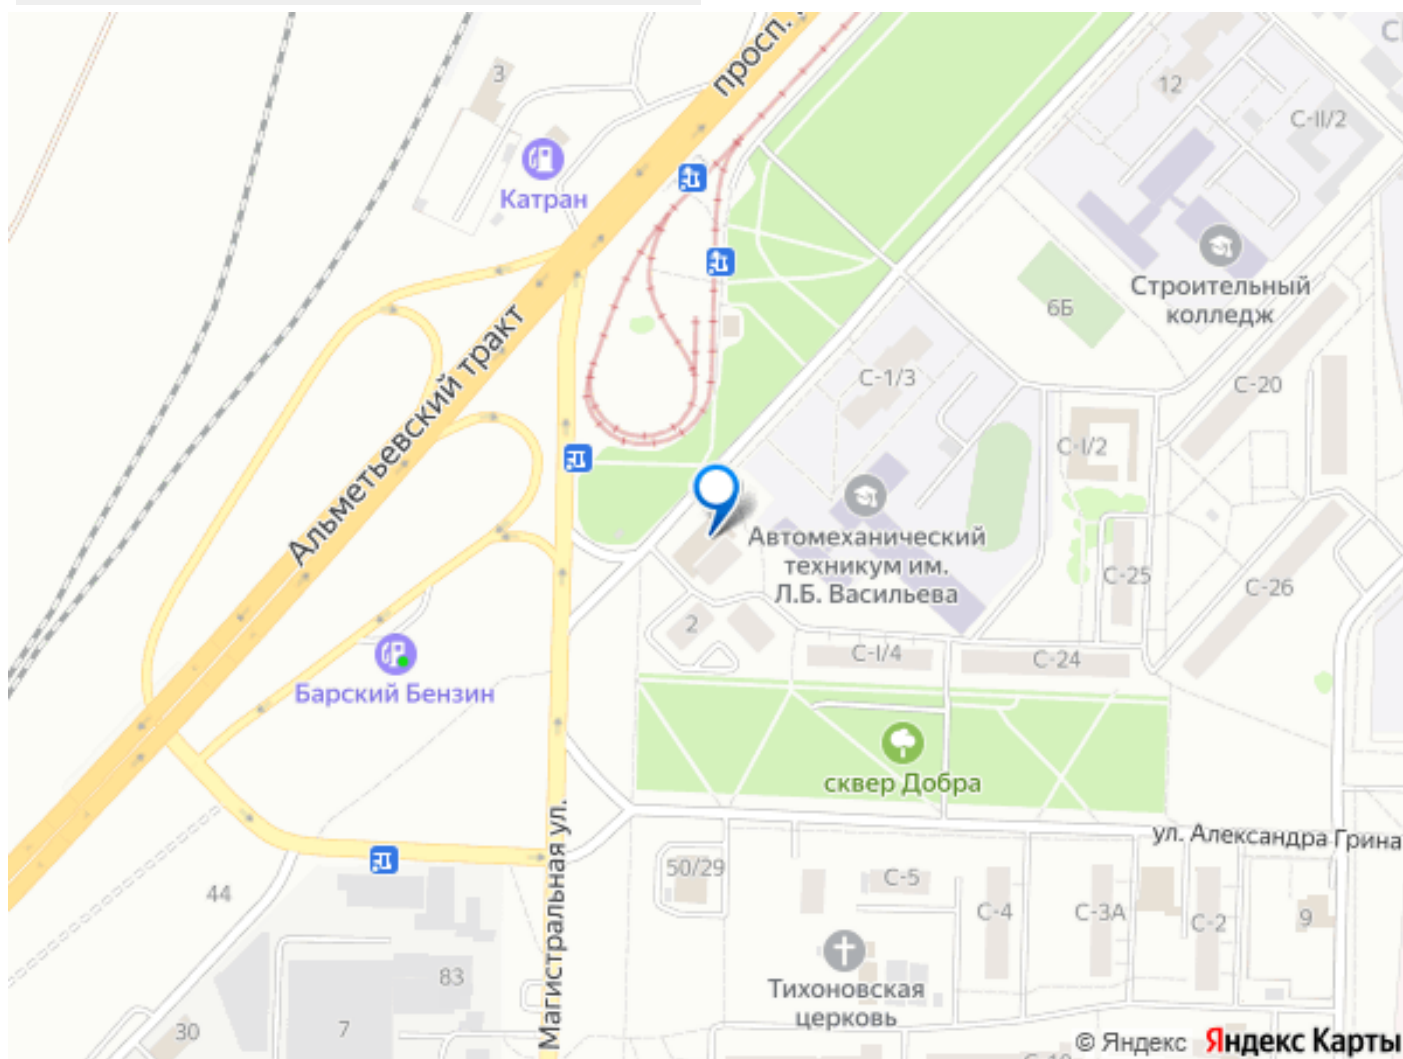 просп.
3
12
С-II/2
Катран
Строительный
колледж
6Б
Альметьевский тракт
С-1/3
С-20
С-I/2
Автомеханический
техникум им.
Л.Б. Васильева
С-25
С-26
2
С-I/4
С-24
Барский Бензин
сквер Добра
ул. Александра Грина
Магистральная ул.
50/29
С-5
44
С-4
С-3А
С-2
9
83
Тихоновская
церковь
30
7
© Яндекс Яндекс Карты